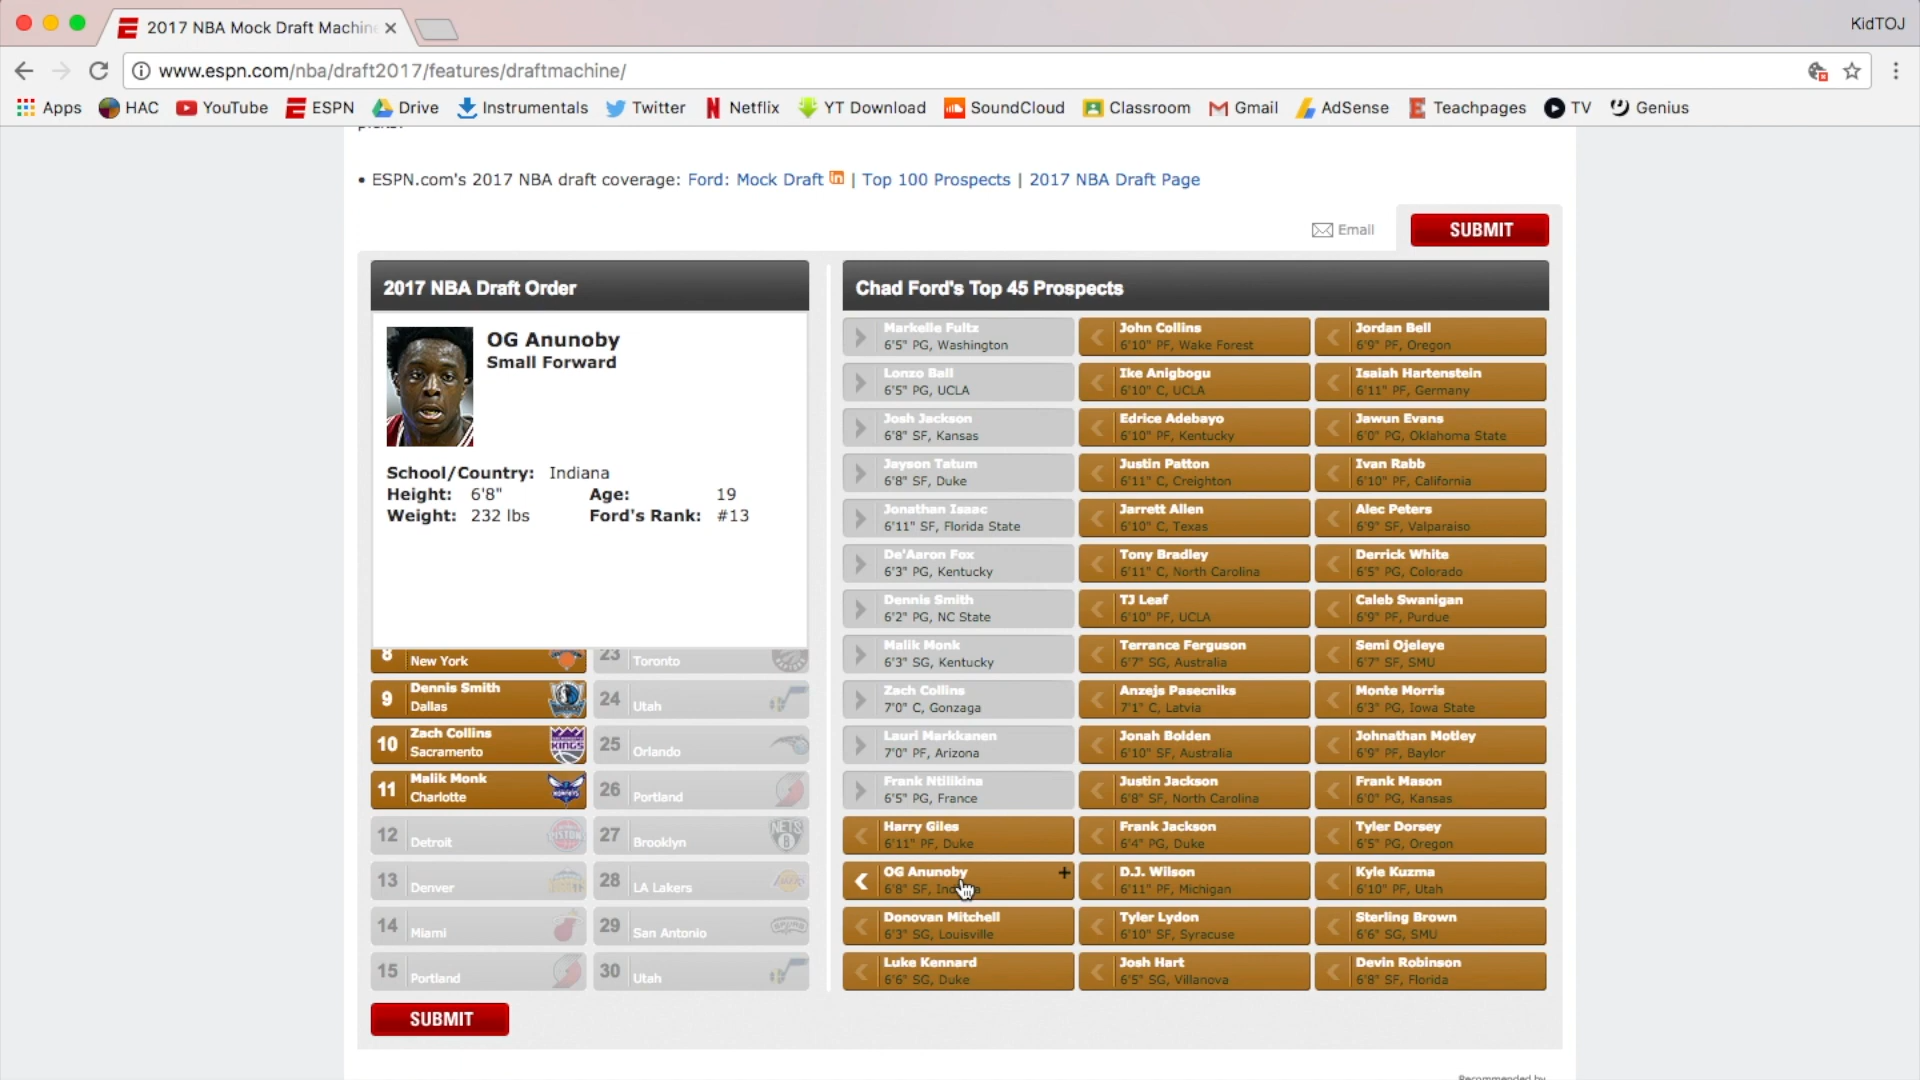 2017 NBA Mock Draft Machine
KidTOJ
www.espn.com/nba/draft2017/features/draftmachine/
Apps HAC YouTube ESPN Drive Instrumentals Twitter Netflix YT Download SoundCloud Classroom Gmail AdSense Teachpages TV Genius
• ESPN.com's 2017 NBA draft coverage: Ford: Mock Draft in | Top 100 Prospects | 2017 NBA Draft Page
Email
SUBMIT
2017 NBA Draft Order
OG Anunoby
Small Forward
School/Country: Indiana
Height: 6'8" Age: 19
Weight: 232 lbs Ford's Rank: #13
8 New York
9 Dennis Smith
Dallas
10 Zach Collins
Sacramento
11 Malik Monk
Charlotte
12 Detroit
13 Denver
14 Miami
15 Portland
23 Toronto
24 Utah
25 Orlando
26 Portland
27 Brooklyn
28 LA Lakers
29 San Antonio
30 Utah
SUBMIT
Chad Ford's Top 45 Prospects
Markelle Fultz
6'5" PG, Washington
Lonzo Ball
6'5" PG, UCLA
Josh Jackson
6'8" SF, Kansas
Jayson Tatum
6'8" SF, Duke
Jonathan Isaac
6'11" SF, Florida State
De'Aaron Fox
6'3" PG, Kentucky
Dennis Smith
6'2" PG, NC State
Malik Monk
6'3" SG, Kentucky
Zach Collins
7'0" C, Gonzaga
Lauri Markkanen
7'0" PF, Arizona
Frank Ntilikina
6'5" PG, France
Harry Giles
6'11" PF, Duke
OG Anunoby
6'8" SF,
Donovan Mitchell
6'3" SG, Louisville
Luke Kennard
6'6" SG, Duke
John Collins
6'10" PF, Wake Forest
Ike Anigbogu
6'10" C, UCLA
Edrice Adebayo
6'10" PF, Kentucky
Justin Patton
6'11" C, Creighton
Jarrett Allen
6'10" C, Texas
Tony Bradley
6'11" C, North Carolina
TJ Leaf
6'10" PF, UCLA
Terrance Ferguson
6'7" SG, Australia
Anzejs Pasecniks
7'1" C, Latvia
Jonah Bolden
6'10" SF, Australia
Justin Jackson
6'8" SF, North Carolina
Frank Jackson
6'4" PG, Duke
D.J. Wilson
6'11" PF, Michigan
Tyler Lydon
6'10" SF, Syracuse
Josh Hart
6'5" SG, Villanova
Jordan Bell
6'9" PF, Oregon
Isaiah Hartenstein
6'11" PF, Germany
Jawun Evans
6'0" PG, Oklahoma State
Ivan Rabb
6'10" PF, California
Alec Peters
6'9" SF, Valparaiso
Derrick White
6'5" PG, Colorado
Caleb Swanigan
6'9" PF, Purdue
Semi Ojeleye
6'7" SF, SMU
Monte Morris
6'3" PG, Iowa State
Johnathan Motley
6'9" PF, Baylor
Frank Mason
6'0" PG, Kansas
Tyler Dorsey
6'5" PG, Oregon
Kyle Kuzma
6'10" PF, Utah
Sterling Brown
6'6" SG, SMU
Devin Robinson
6'8" SF, Florida
Recommended by